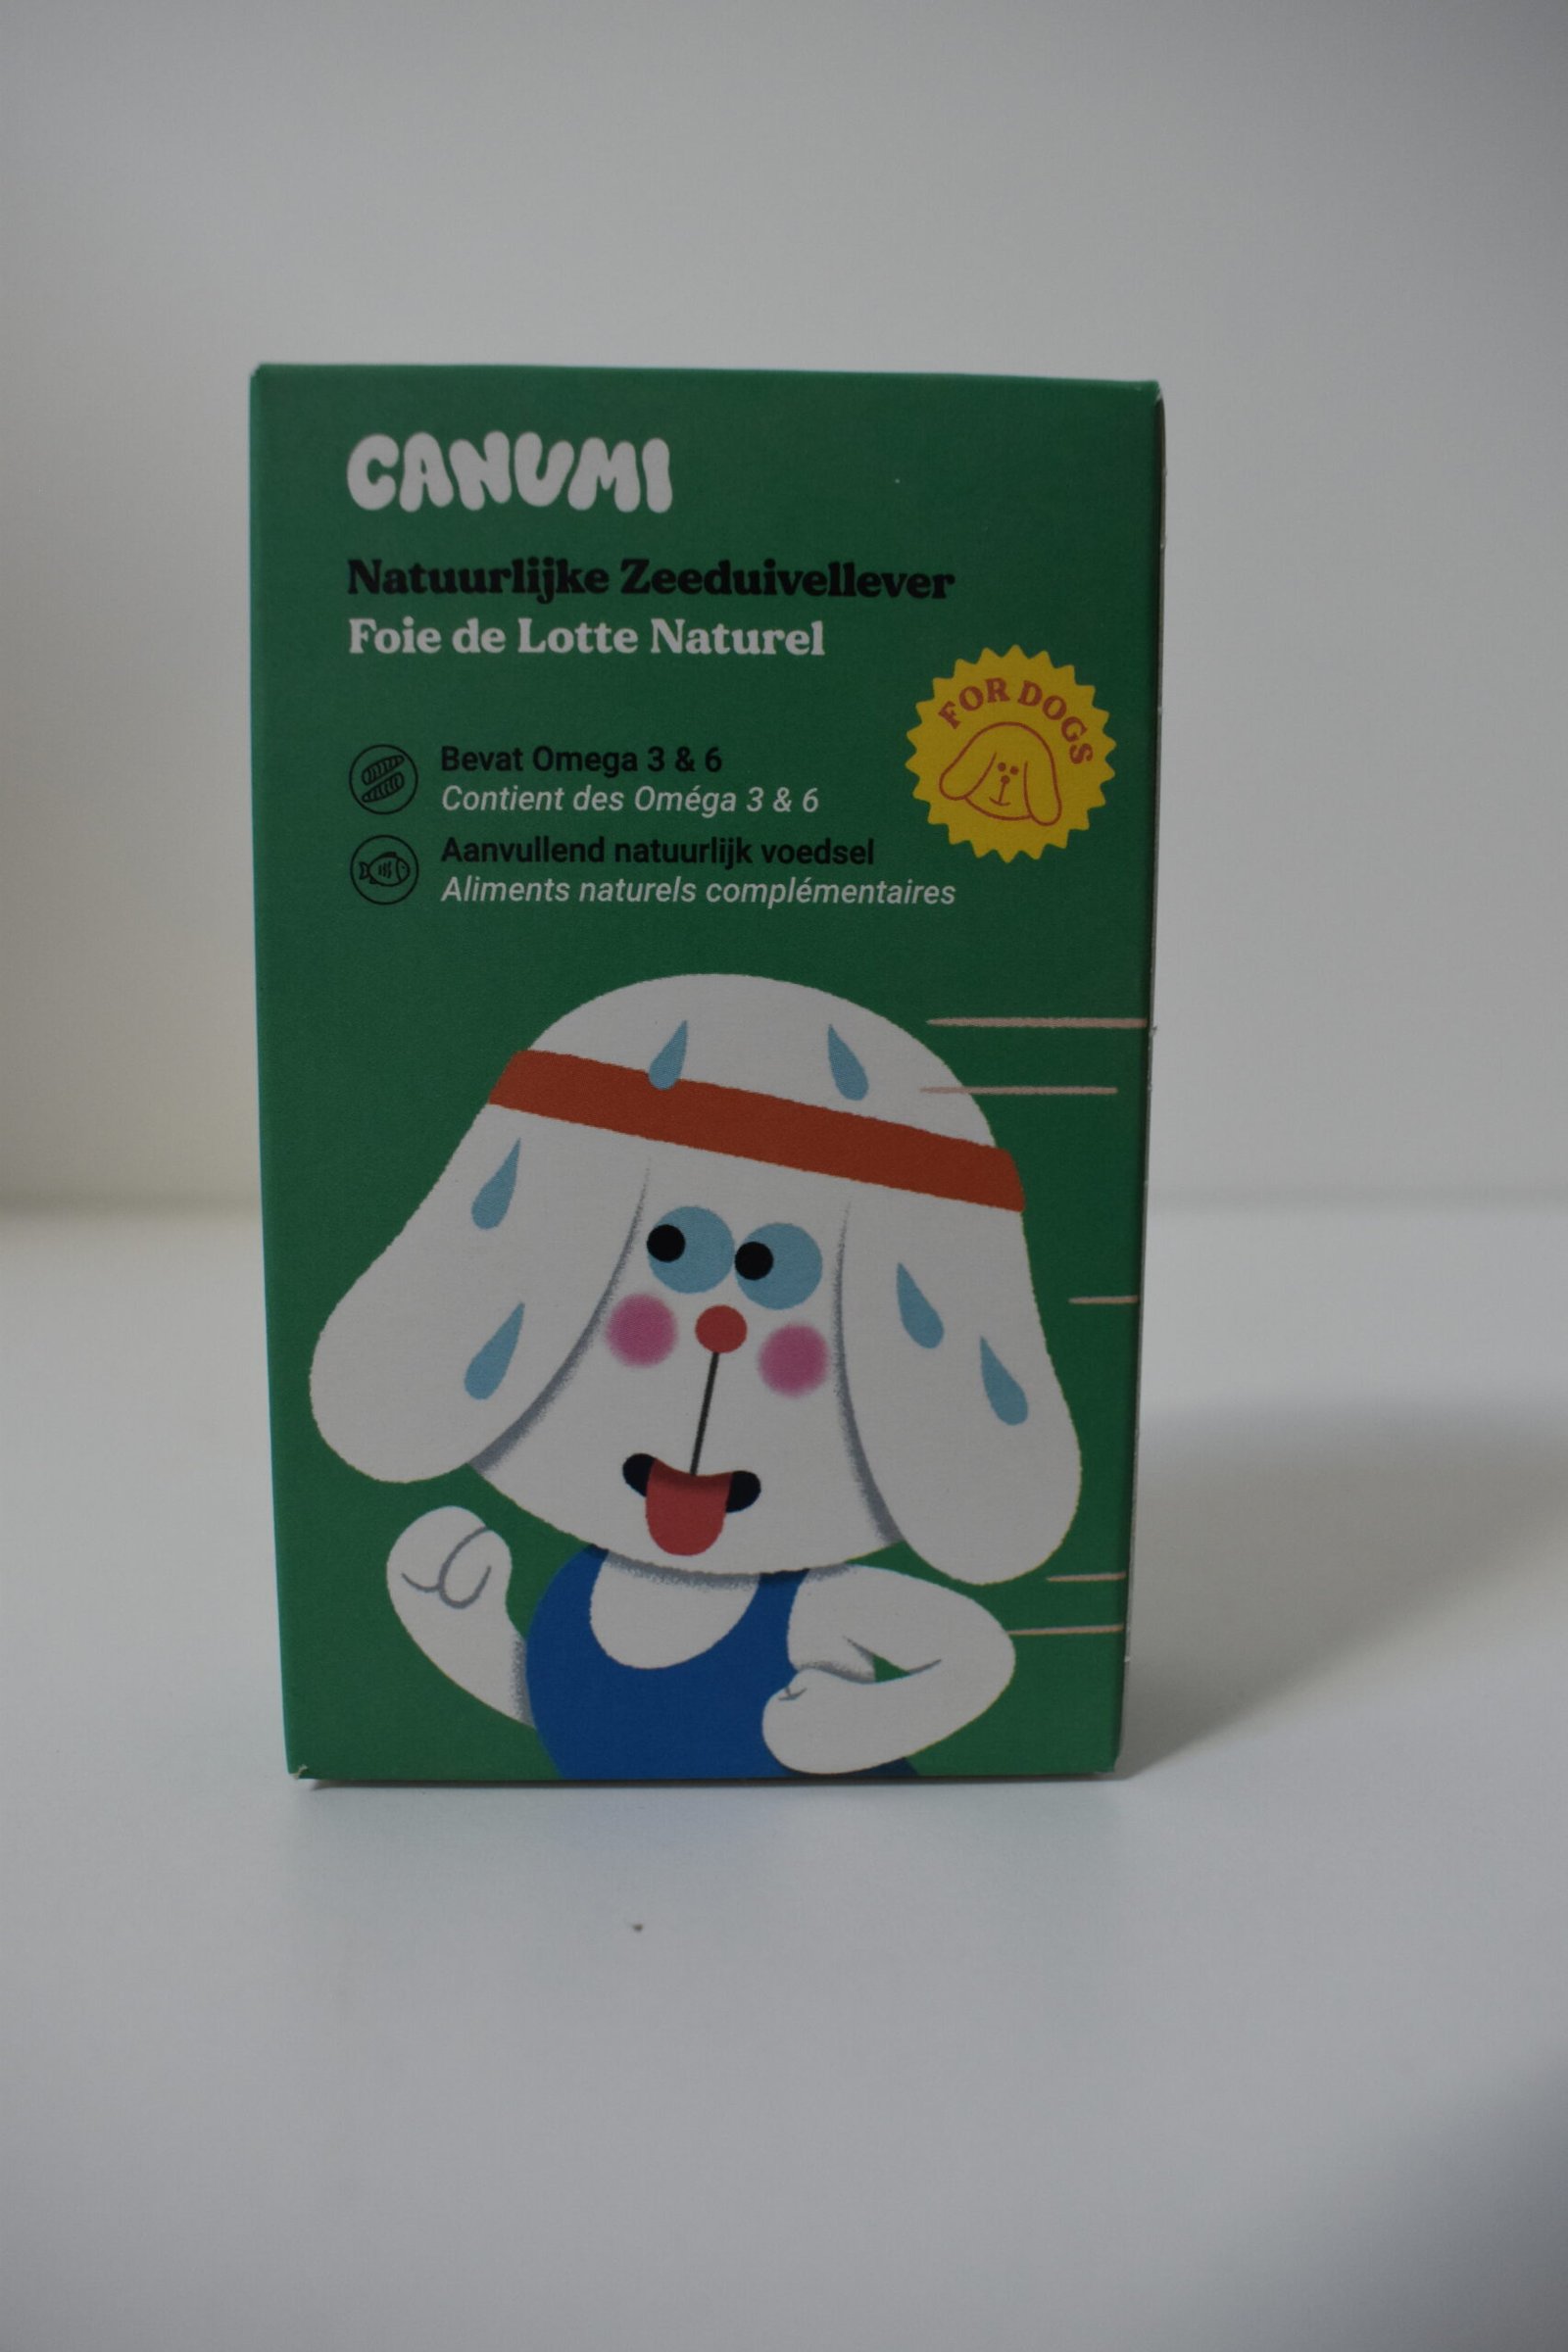 CANUMI
Natuurlijke Zeeduivellever
Foie de Lotte Naturel
FOR DOGS
Bevat Omega 3 & 6
Contient des Oméga 3 & 6
Aanvullend natuurlijk voedsel
Aliments naturels complémentaires